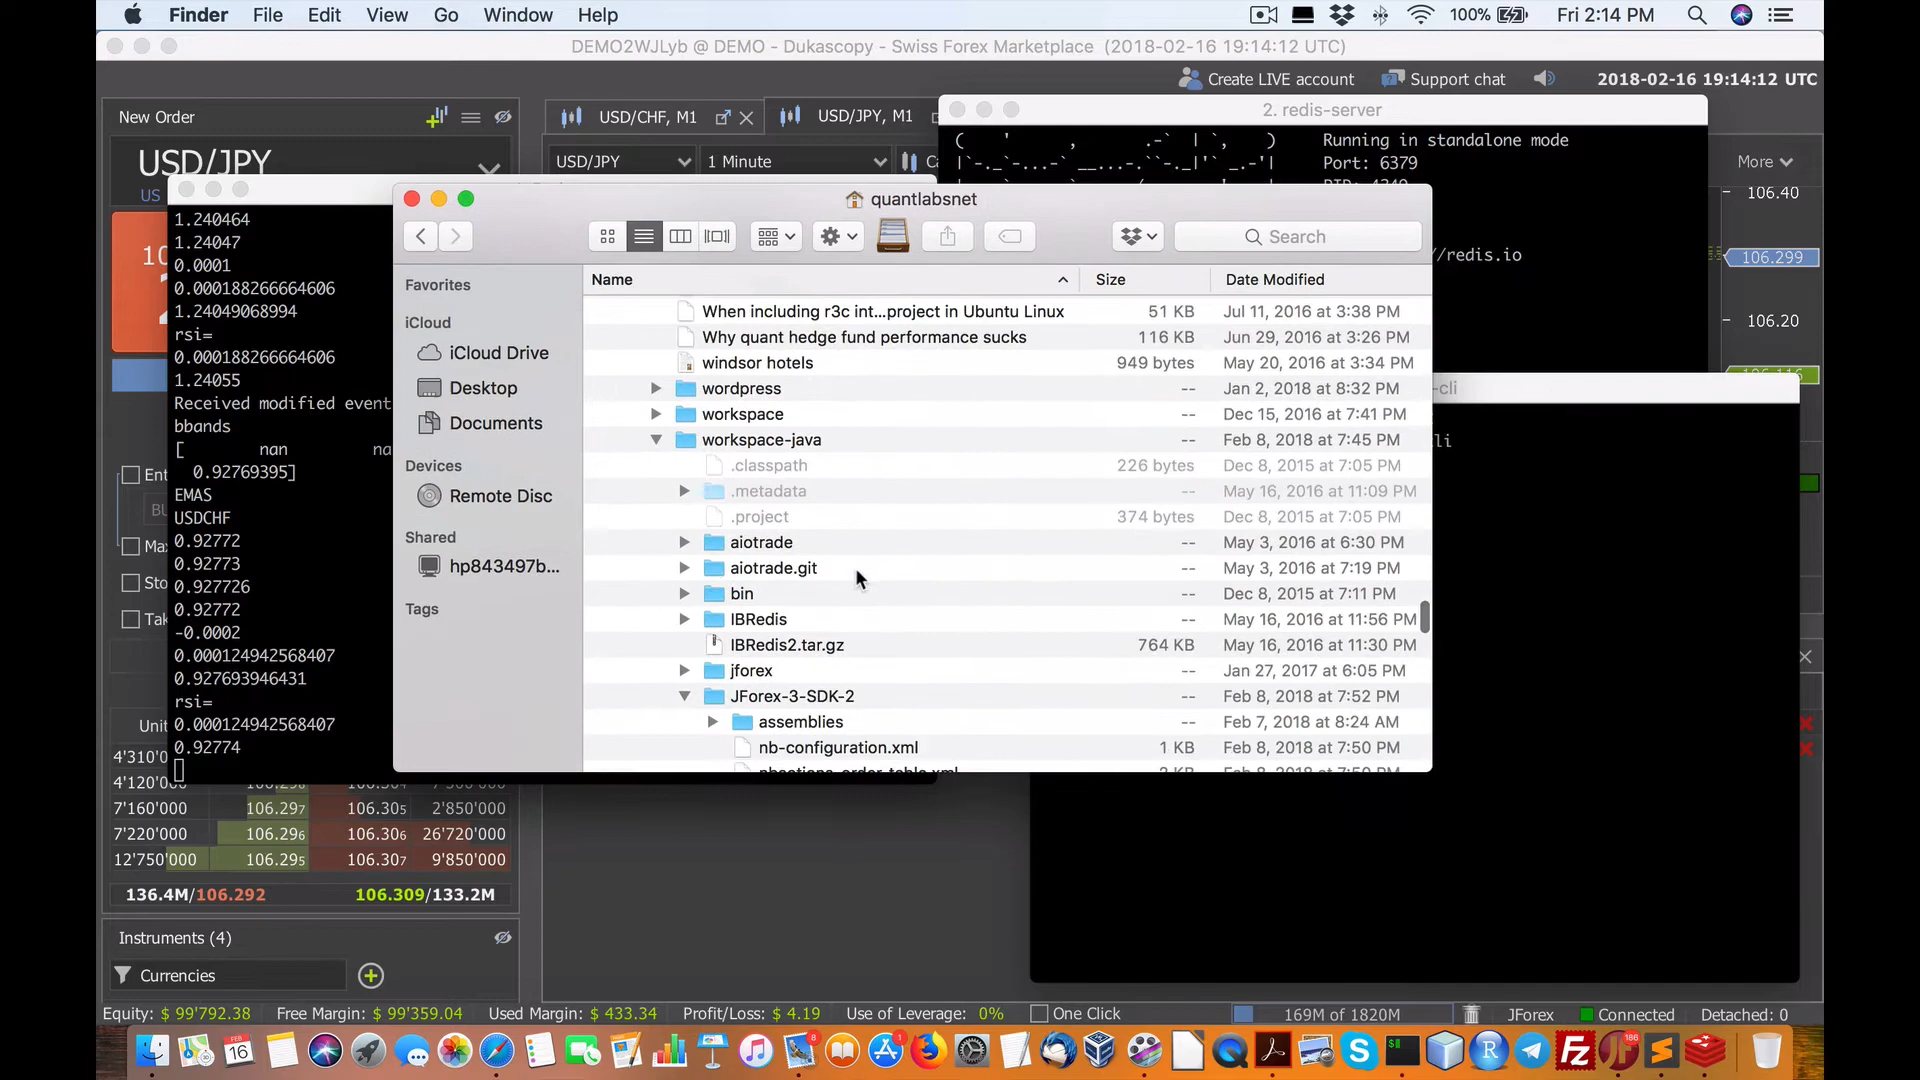 Finder File Edit View Go Window Help 100% Fri 2:14 PM
DEMO2WJLyb @ DEMO - Dukascopy - Swiss Forex Marketplace (2018-02-16 19:14:12 UTC)
Create LIVE account Support chat 2018-02-16 19:14:12 UTC
New Order
USD/CHF, M1 USD/JPY, M1
2. redis-server
USD/JPY
US
USD/JPY 1 Minute
More
Running in standalone mode
Port: 6379
//redis.io
106.40
106.299
106.20
1.240464
1.24047
0.0001
0.000188266664606
1.24049068994
rsi=
0.000188266664606
1.24055
Received modified event
bbands
[ nan
0.92769395]
EMAS
USDCHF
0.92772
0.92773
0.927726
0.92772
-0.0002
0.000124942568407
0.927693946431
rsi=
0.000124942568407
0.92774
quantlabsnet
Search
Favorites
iCloud
iCloud Drive
Desktop
Documents
Devices
Remote Disc
Shared
hp843497b...
Tags
Name Size Date Modified
When including r3c int...project in Ubuntu Linux 51 KB Jul 11, 2016 at 3:38 PM
Why quant hedge fund performance sucks 116 KB Jun 29, 2016 at 3:26 PM
windsor hotels 949 bytes May 20, 2016 at 3:34 PM
wordpress -- Jan 2, 2018 at 8:32 PM
workspace -- Dec 15, 2016 at 7:41 PM
workspace-java -- Feb 8, 2018 at 7:45 PM
.classpath 226 bytes Dec 8, 2015 at 7:05 PM
.metadata -- May 16, 2016 at 11:09 PM
.project 374 bytes Dec 8, 2015 at 7:05 PM
aiotrade -- May 3, 2016 at 6:30 PM
aiotrade.git -- May 3, 2016 at 7:19 PM
bin -- Dec 8, 2015 at 7:11 PM
IBRedis -- May 16, 2016 at 11:56 PM
IBRedis2.tar.gz 764 KB May 16, 2016 at 11:30 PM
jforex -- Jan 27, 2017 at 6:05 PM
JForex-3-SDK-2 -- Feb 8, 2018 at 7:52 PM
assemblies -- Feb 7, 2018 at 8:24 AM
nb-configuration.xml 1 KB Feb 8, 2018 at 7:50 PM
-cli
4'310'0
4'120'000
7'160'000 106.297 106.305 2'850'000
7'220'000 106.296 106.306 26'720'000
12'750'000 106.295 106.307 9'850'000
136.4M/106.292 106.309/133.2M
Instruments (4)
Currencies
Equity: $ 99'792.38 Free Margin: $ 99'359.04 Used Margin: $ 433.34 Profit/Loss: $ 4.19 Use of Leverage: 0% One Click 169M of 1820M JForex Connected Detached: 0